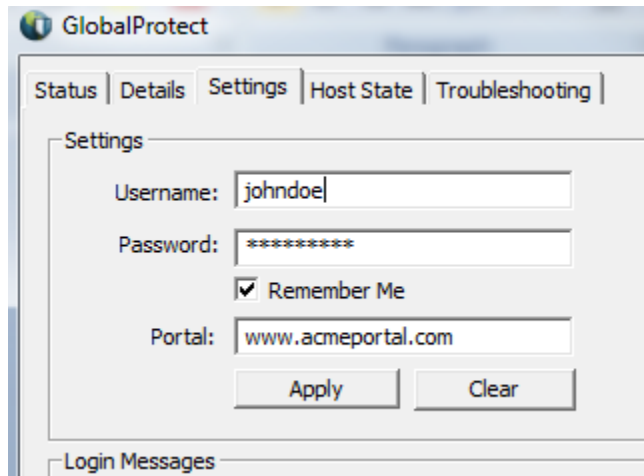 GlobalProtect
Status Details Settings Host State Troubleshooting
Settings
Username: johndoe
Password: *********
Remember Me
Portal: www.acmeportal.com
Apply Clear
Login Messages